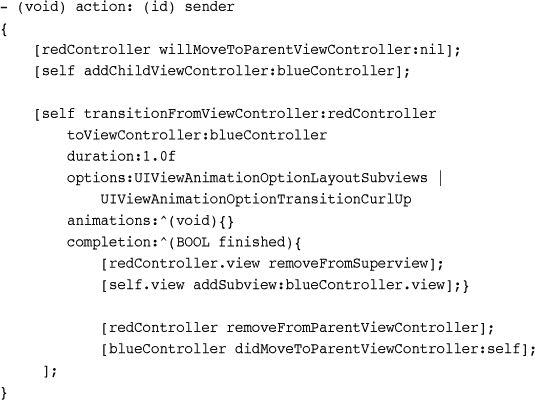 - (void) action: (id) sender
{
    [redController willMoveToParentViewController:nil];
    [self addChildViewController:blueController];

    [self transitionFromViewController:redController
        toViewController:blueController
        duration:1.0f
        options:UIViewAnimationOptionLayoutSubviews |
            UIViewAnimationOptionTransitionCurlUp
        animations:^(void){}
        completion:^(BOOL finished){
            [redController.view removeFromSuperview];
            [self.view addSubview:blueController.view];}

            [redController removeFromParentViewController];
            [blueController didMoveToParentViewController:self];
     ];
}